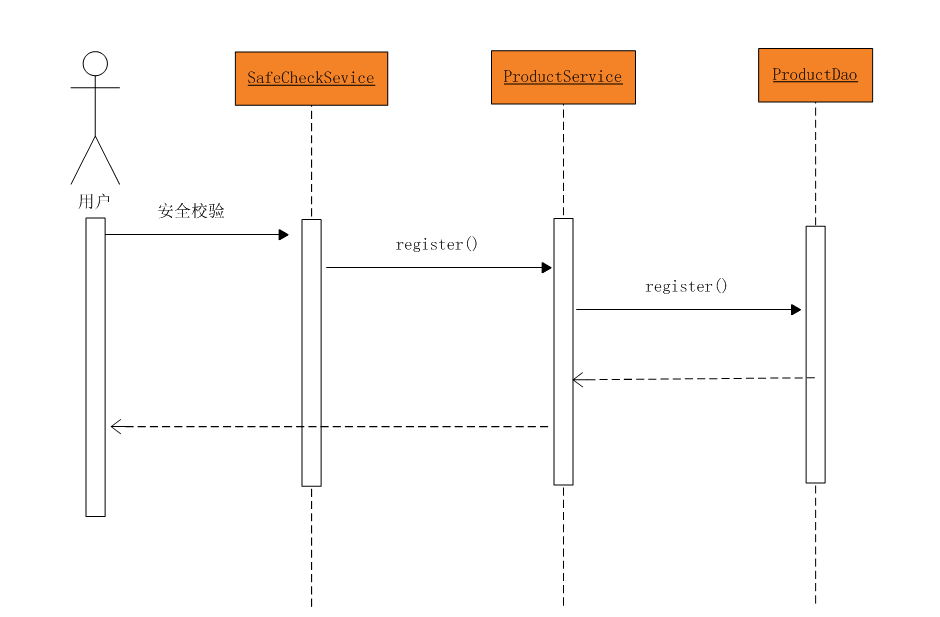 SafeCheckSevice
ProductService
ProductDao
用户
安全校验
register()
register()